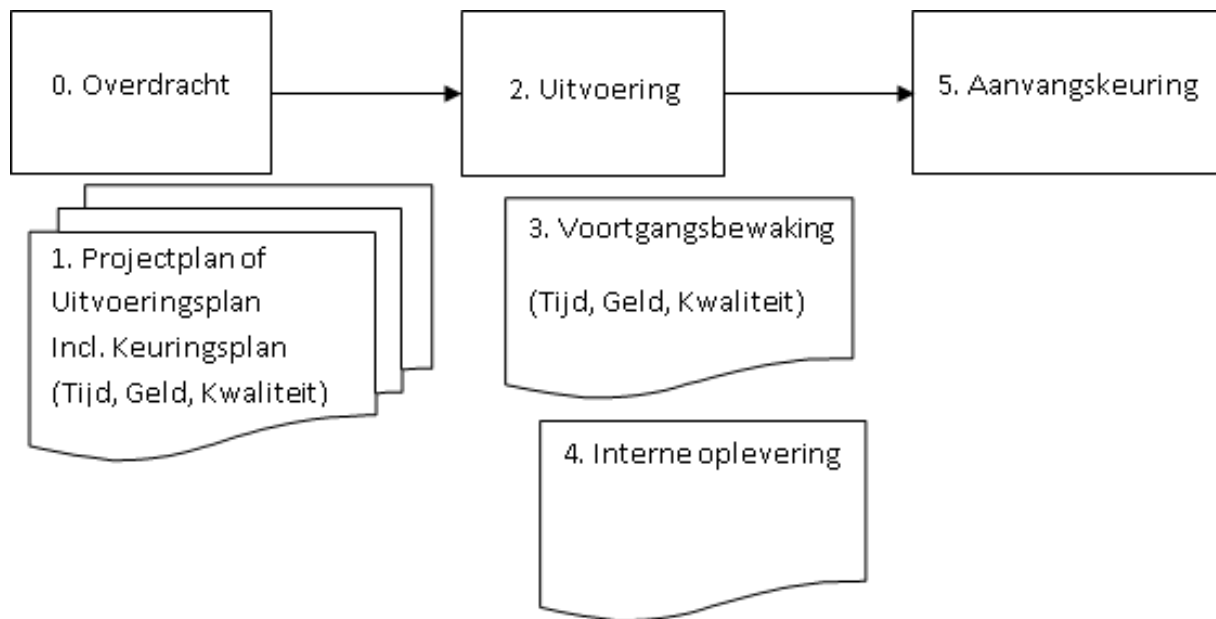 0. Overdracht
2. Uitvoering
5. Aanvangskeuring
1. Projectplan of
Uitvoeringsplan
Incl. Keuringsplan
(Tijd, Geld, Kwaliteit)
3. Voortgangsbewaking
(Tijd, Geld, Kwaliteit)
4. Interne oplevering